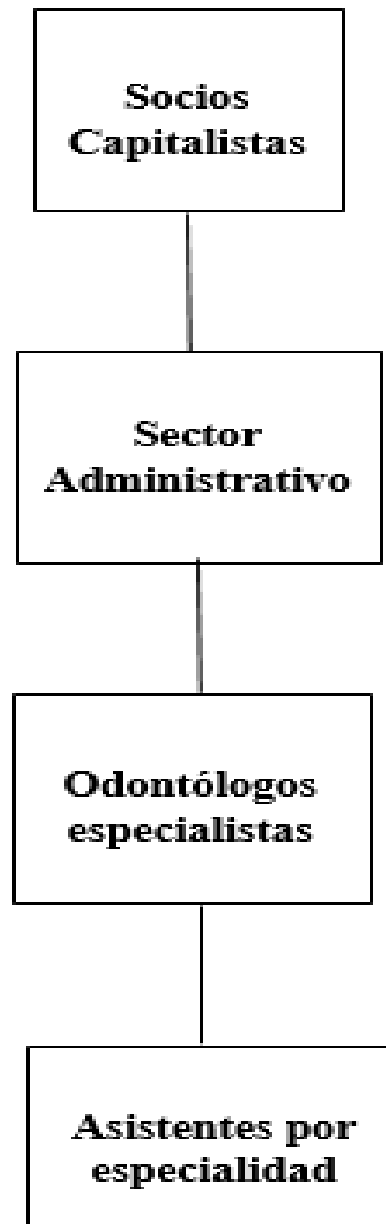 Socios
Capitalistas
Sector
Administrativo
Odontólogos
especialistas
Asistentes por
especialidad